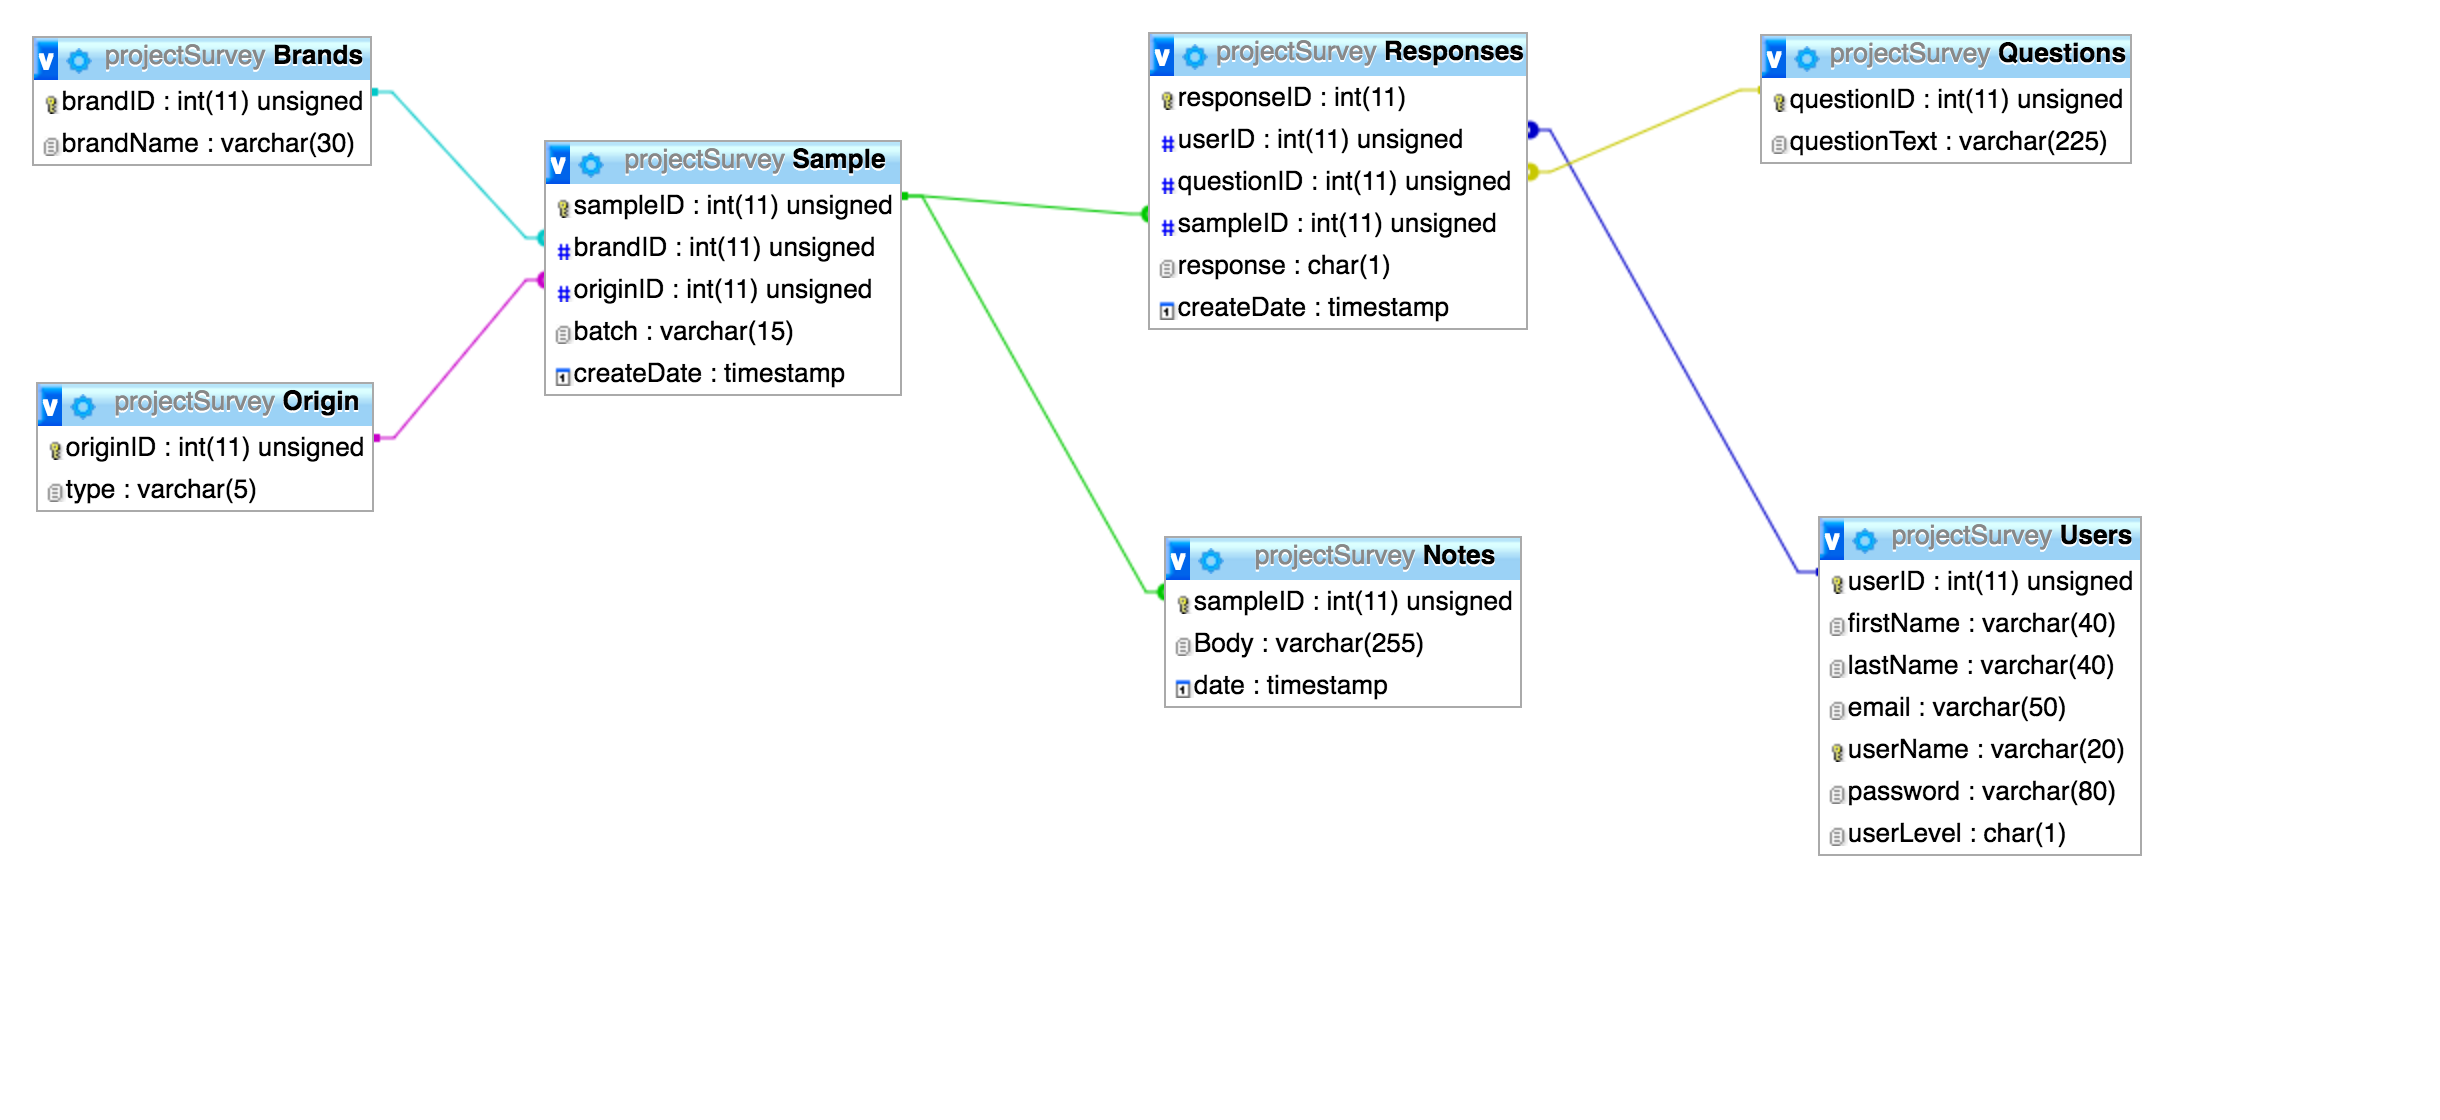 projectSurvey Brands
brandID : int(11) unsigned
brandName : varchar(30)
projectSurvey Origin
originID : int(11) unsigned
type : varchar(5)
projectSurvey Sample
sampleID : int(11) unsigned
brandID : int(11) unsigned
originID : int(11) unsigned
batch : varchar(15)
createDate : timestamp
projectSurvey Responses
responseID : int(11)
userID : int(11) unsigned
questionID : int(11) unsigned
sampleID : int(11) unsigned
response : char(1)
createDate : timestamp
projectSurvey Notes
sampleID : int(11) unsigned
Body : varchar(255)
date : timestamp
projectSurvey Questions
questionID : int(11) unsigned
questionText : varchar(225)
projectSurvey Users
userID : int(11) unsigned
firstName : varchar(40)
lastName : varchar(40)
email : varchar(50)
userName : varchar(20)
password : varchar(80)
userLevel : char(1)